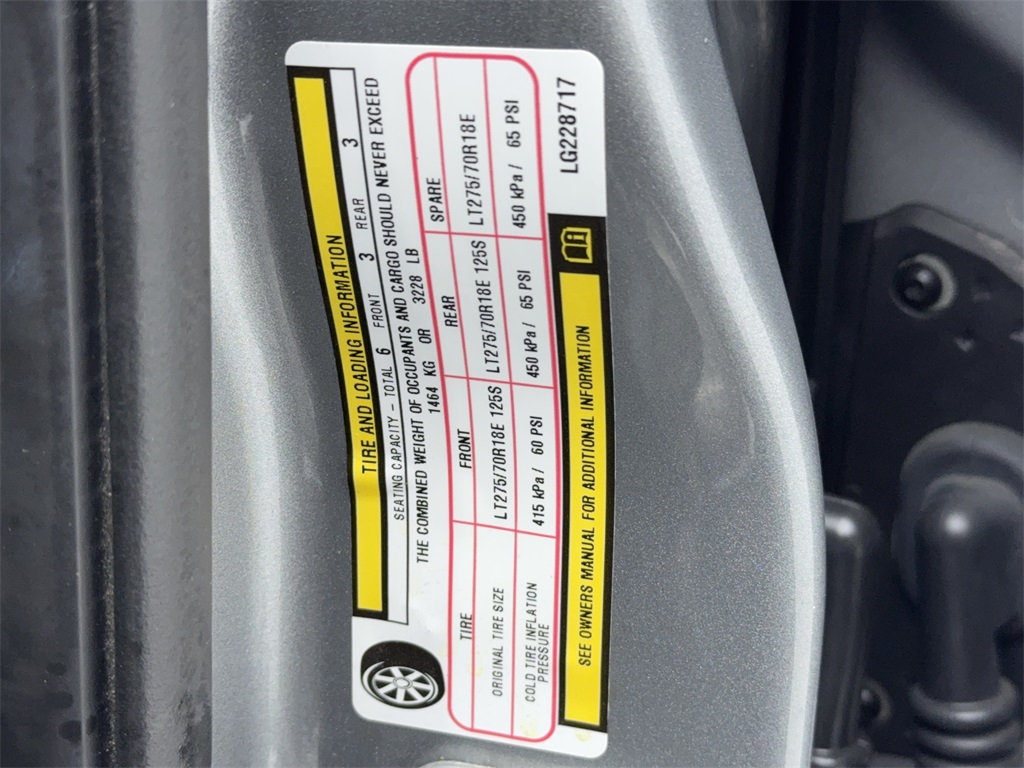 TIRE AND LOADING INFORMATION
SEATING CAPACITY – TOTAL 6 FRONT 3 REAR 3
THE COMBINED WEIGHT OF OCCUPANTS AND CARGO SHOULD NEVER EXCEED
1464 KG OR 3228 LB
TIRE FRONT REAR SPARE
ORIGINAL TIRE SIZE LT275/70R18E 125S LT275/70R18E 125S LT275/70R18E
COLD TIRE INFLATION
PRESSURE 415 kPa / 60 PSI 450 kPa / 65 PSI 450 kPa / 65 PSI
SEE OWNERS MANUAL FOR ADDITIONAL INFORMATION
LG228717